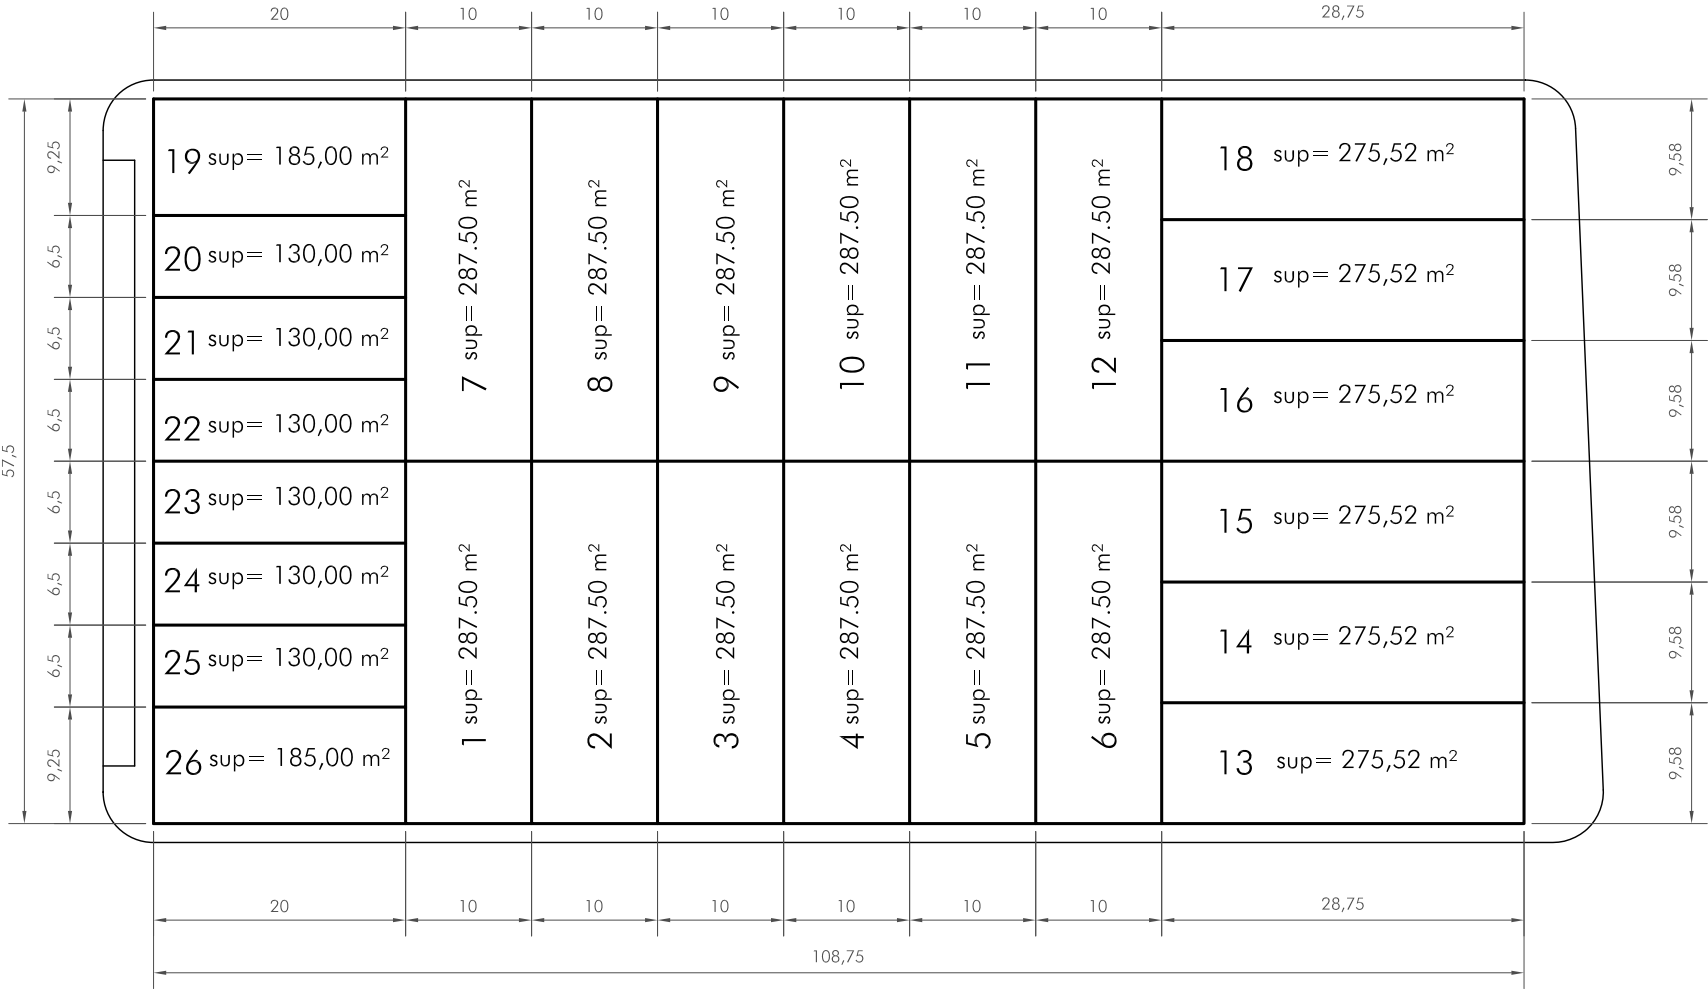 20 10 10 10 10 10 10 28,75
19 sup= 185,00 m²
20 sup= 130,00 m²
21 sup= 130,00 m²
22 sup= 130,00 m²
23 sup= 130,00 m²
24 sup= 130,00 m²
25 sup= 130,00 m²
26 sup= 185,00 m²
57,5
9,25
6,5
6,5
6,5
6,5
6,5
6,5
9,25
7 sup= 287.50 m²
8 sup= 287.50 m²
9 sup= 287.50 m²
10 sup= 287.50 m²
11 sup= 287.50 m²
12 sup= 287.50 m²
1 sup= 287.50 m²
2 sup= 287.50 m²
3 sup= 287.50 m²
4 sup= 287.50 m²
5 sup= 287.50 m²
6 sup= 287.50 m²
18 sup= 275,52 m²
17 sup= 275,52 m²
16 sup= 275,52 m²
15 sup= 275,52 m²
14 sup= 275,52 m²
13 sup= 275,52 m²
9,58
9,58
9,58
9,58
9,58
9,58
20 10 10 10 10 10 10 28,75
108,75